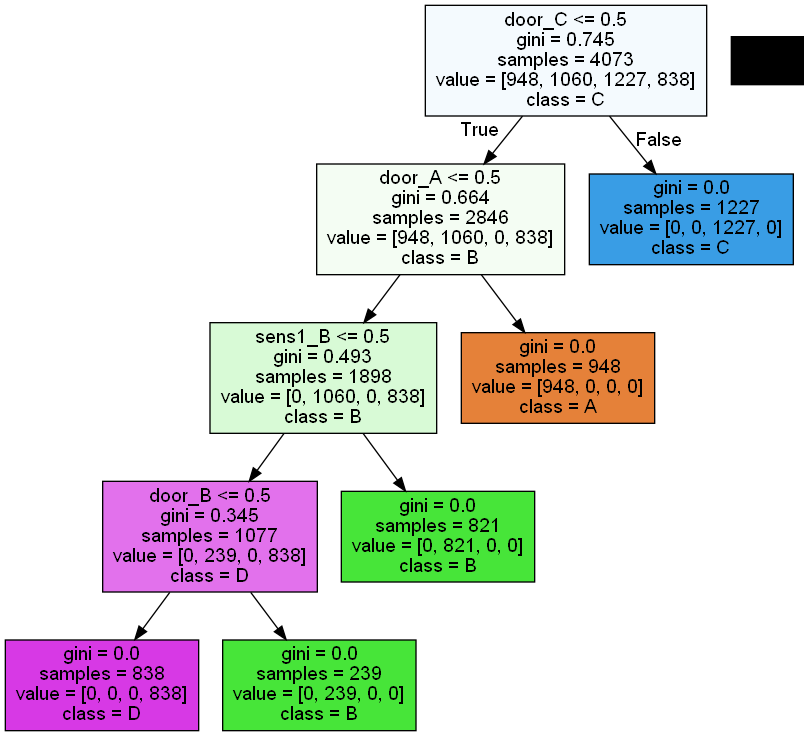 door_C <= 0.5
gini = 0.745
samples = 4073
value = [948, 1060, 1227, 838]
class = C
True
False
door_A <= 0.5
gini = 0.664
samples = 2846
value = [948, 1060, 0, 838]
class = B
gini = 0.0
samples = 1227
value = [0, 0, 1227, 0]
class = C
sens1_B <= 0.5
gini = 0.493
samples = 1898
value = [0, 1060, 0, 838]
class = B
gini = 0.0
samples = 948
value = [948, 0, 0, 0]
class = A
door_B <= 0.5
gini = 0.345
samples = 1077
value = [0, 239, 0, 838]
class = D
gini = 0.0
samples = 821
value = [0, 821, 0, 0]
class = B
gini = 0.0
samples = 838
value = [0, 0, 0, 838]
class = D
gini = 0.0
samples = 239
value = [0, 239, 0, 0]
class = B